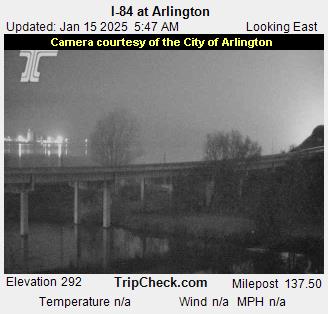 I-84 at Arlington
Updated: Jan 15 2025 5:47 AM Looking East
Camera courtesy of the City of Arlington
Elevation 292 TripCheck.com Milepost 137.50
Temperature n/a Wind n/a MPH n/a